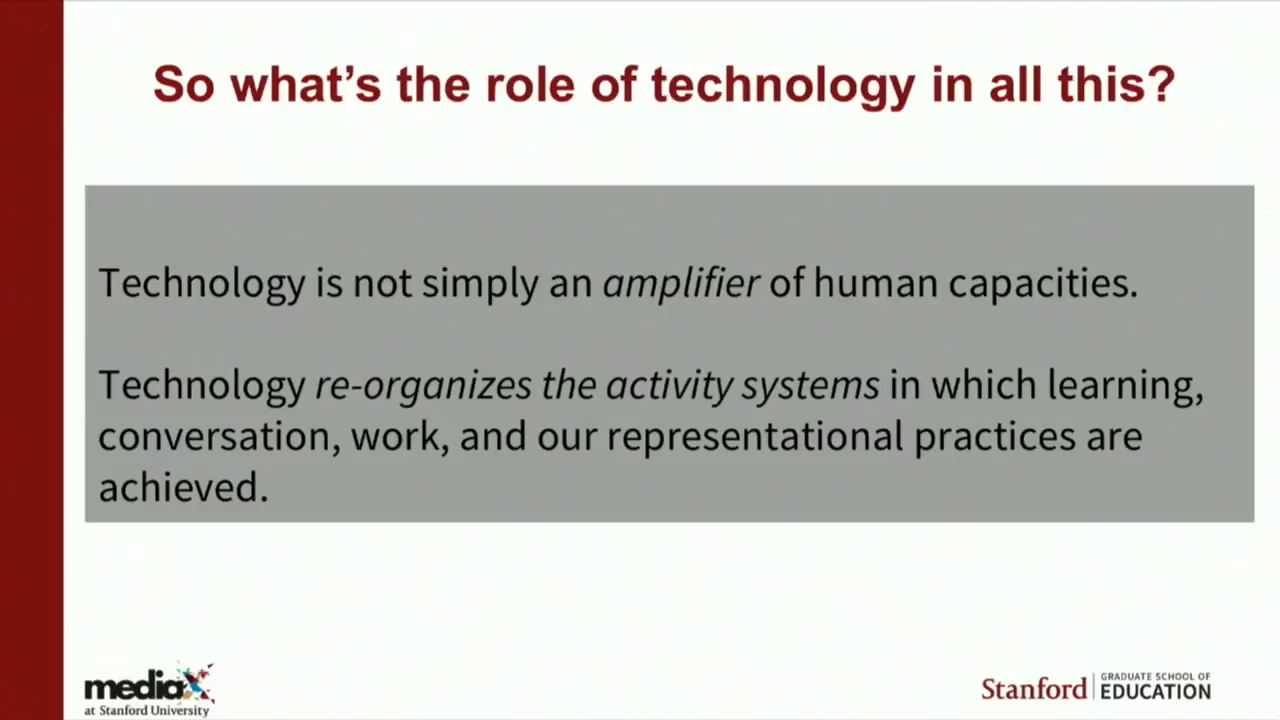 So what’s the role of technology in all this?
Technology is not simply an amplifier of human capacities.
Technology re-organizes the activity systems in which learning,
conversation, work, and our representational practices are
achieved.
mediaX
at Stanford University
Stanford
GRADUATE SCHOOL OF
EDUCATION